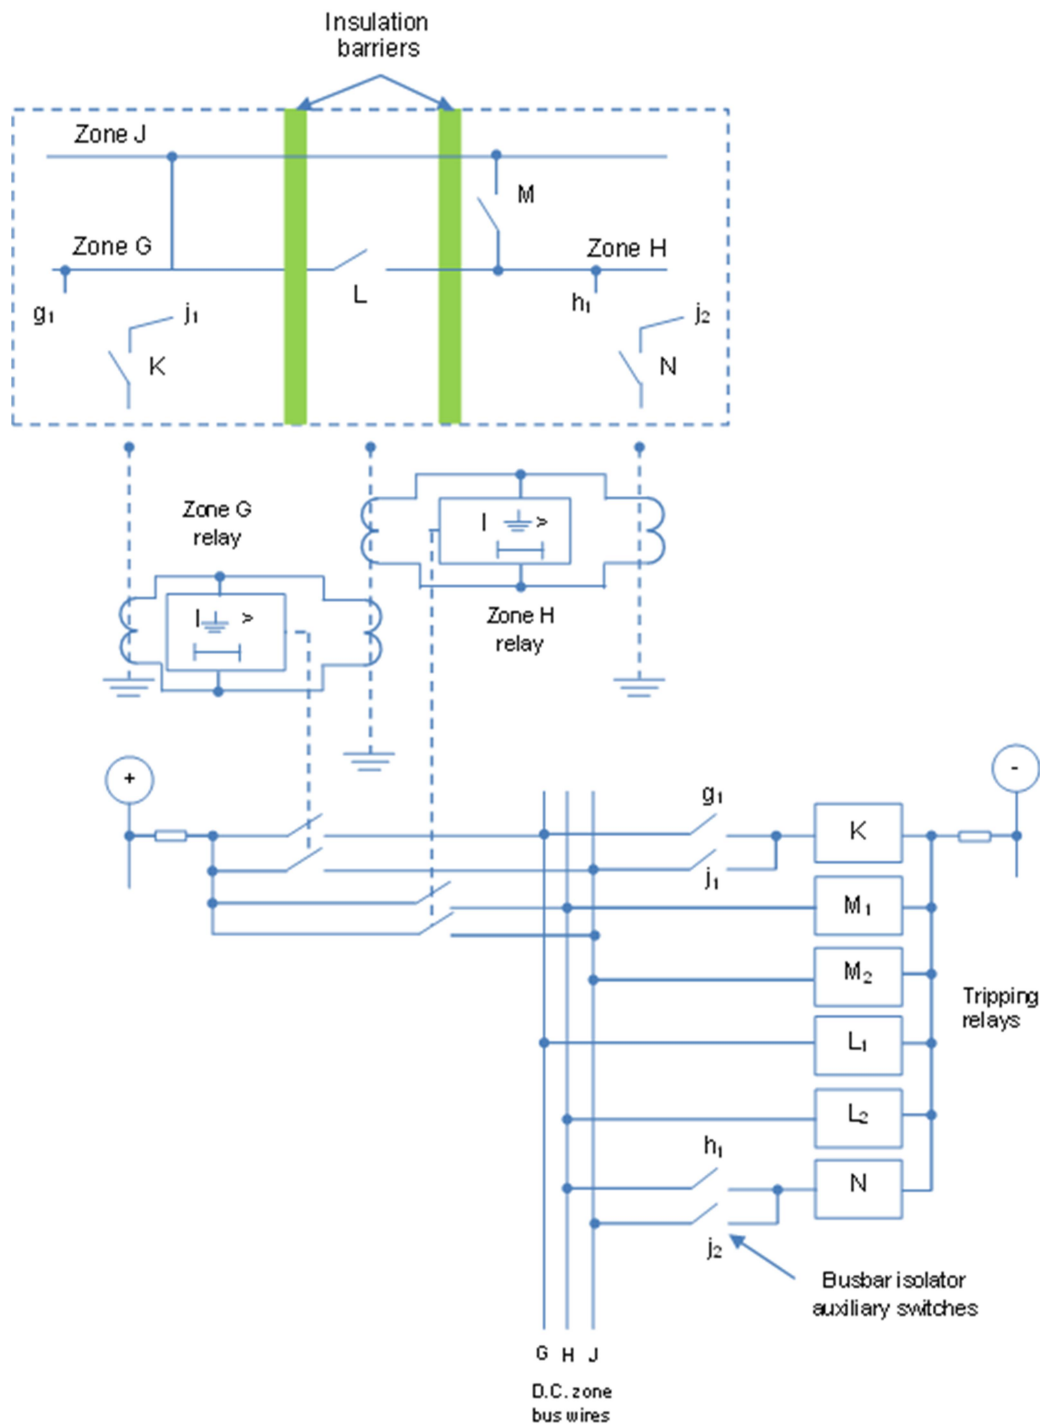 Insulation
barriers
Zone J
M
Zone G
Zone H
L
g₁
j₁
h₁
j₂
K
N
Zone G
relay
I >
I >
Zone H
relay
+
-
g₁
K
j₁
M₁
M₂
Tripping
relays
L₁
L₂
h₁
N
j₂
Busbar isolator
auxiliary switches
G H J
D.C. zone
bus wires